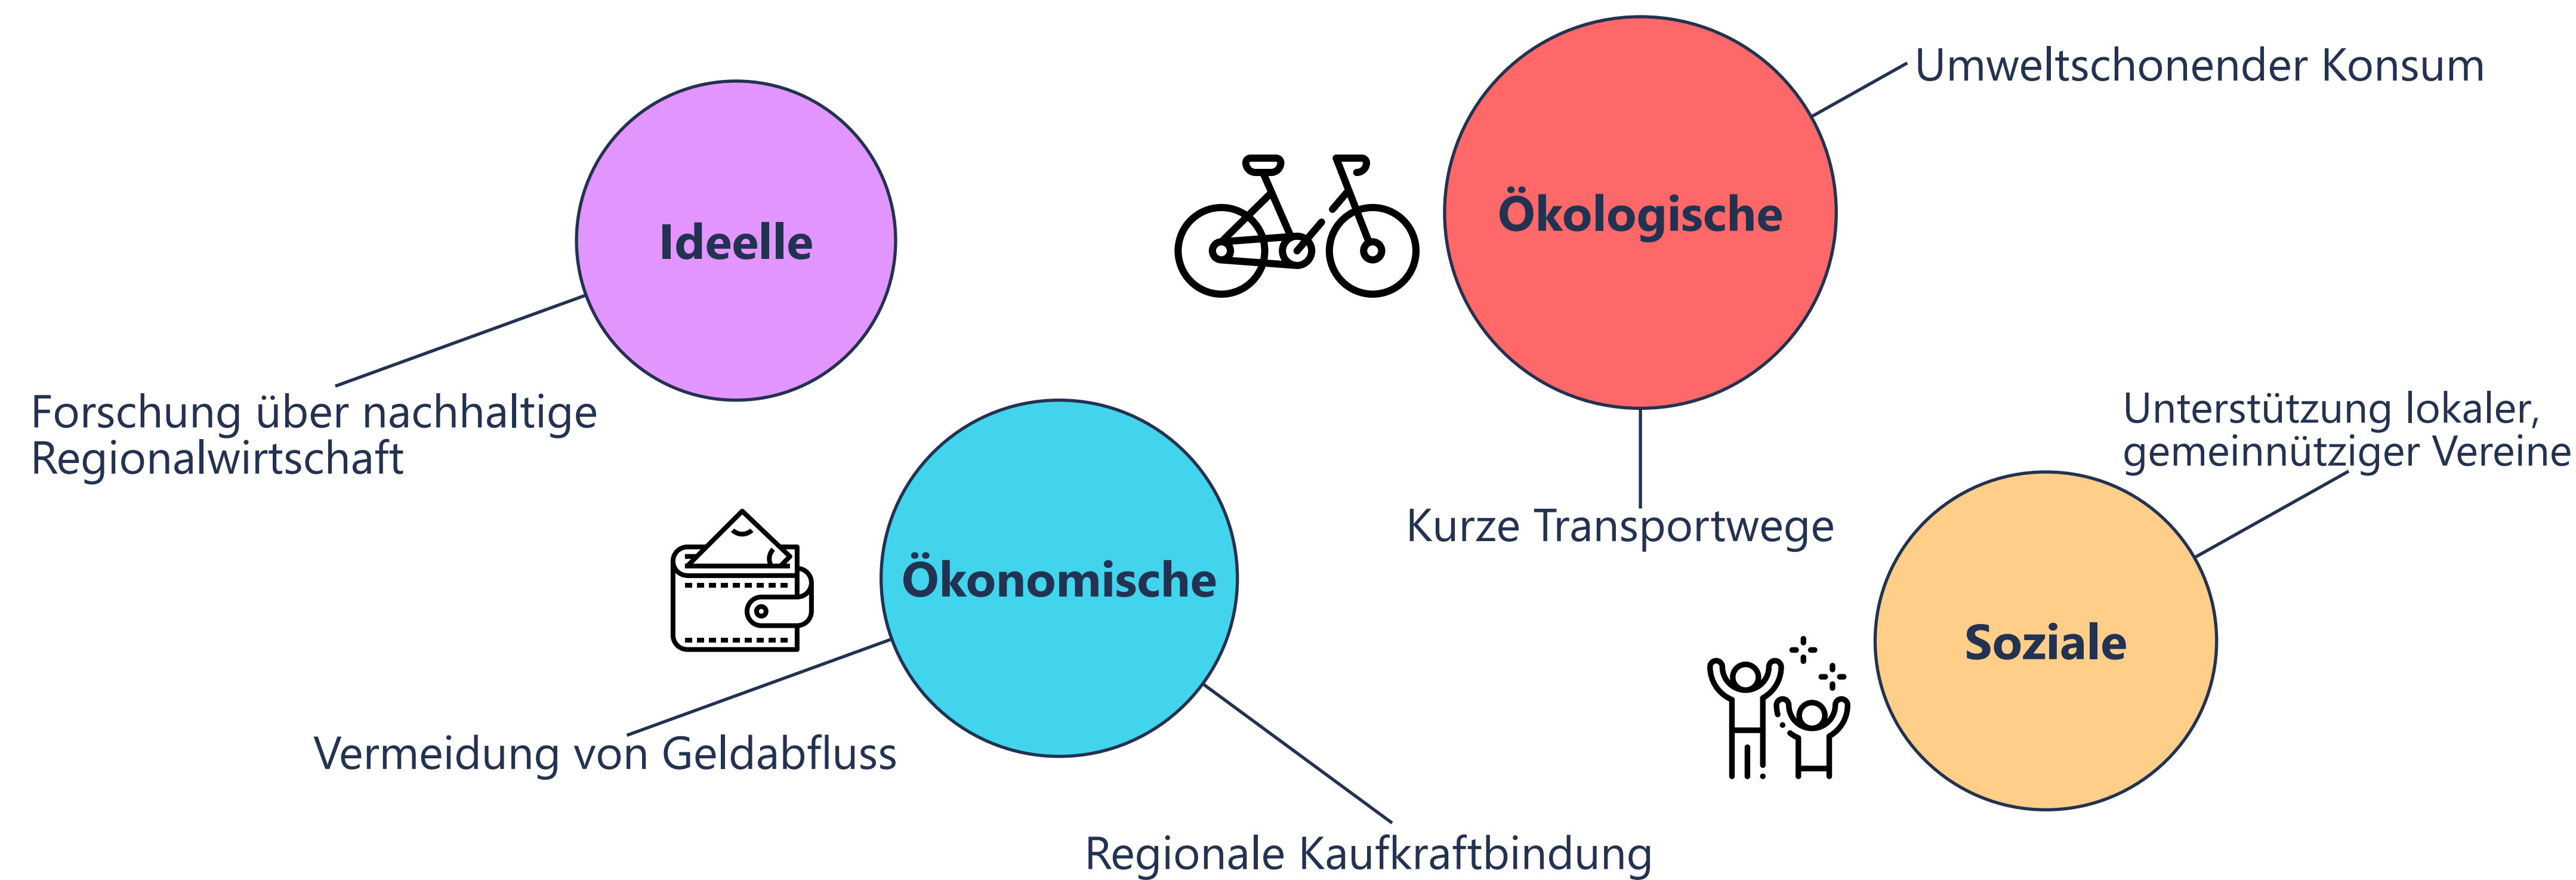 Ideelle
Forschung über nachhaltige
Regionalwirtschaft
Ökonomische
Vermeidung von Geldabfluss
Regionale Kaufkraftbindung
Ökologische
Umweltschonender Konsum
Kurze Transportwege
Soziale
Unterstützung lokaler,
gemeinnütziger Vereine